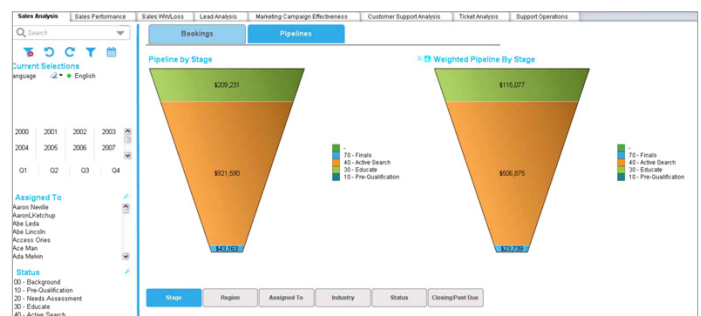 Sales Analysis Sales Performance Sales Win/Loss Lead Analysis Marketing Campaign Effectiveness Customer Support Analysis Ticket Analysis Support Operations
Search
Bookings Pipelines
Current Selections
anguage English
2000 2001 2002 2003
2004 2005 2006 2007
Q1 Q2 Q3 Q4
Assigned To
Aaron Neville
AaronLKetchup
Abe Leda
Abe Lincoln
Access Ories
Ace Man
Ada Melvin
Status
00 - Background
10 - Pre-Qualification
20 - Needs Assessment
30 - Educate
40 - Active Search
Pipeline by Stage
$209,231
$921,590
$43,163
-
70 - Finals
40 - Active Search
30 - Educate
10 - Pre-Qualification
Weighted Pipeline By Stage
$115,077
$506,875
$23,739
-
70 - Finals
40 - Active Search
30 - Educate
10 - Pre-Qualification
Stage Region Assigned To Industry Status Closing/Past Due